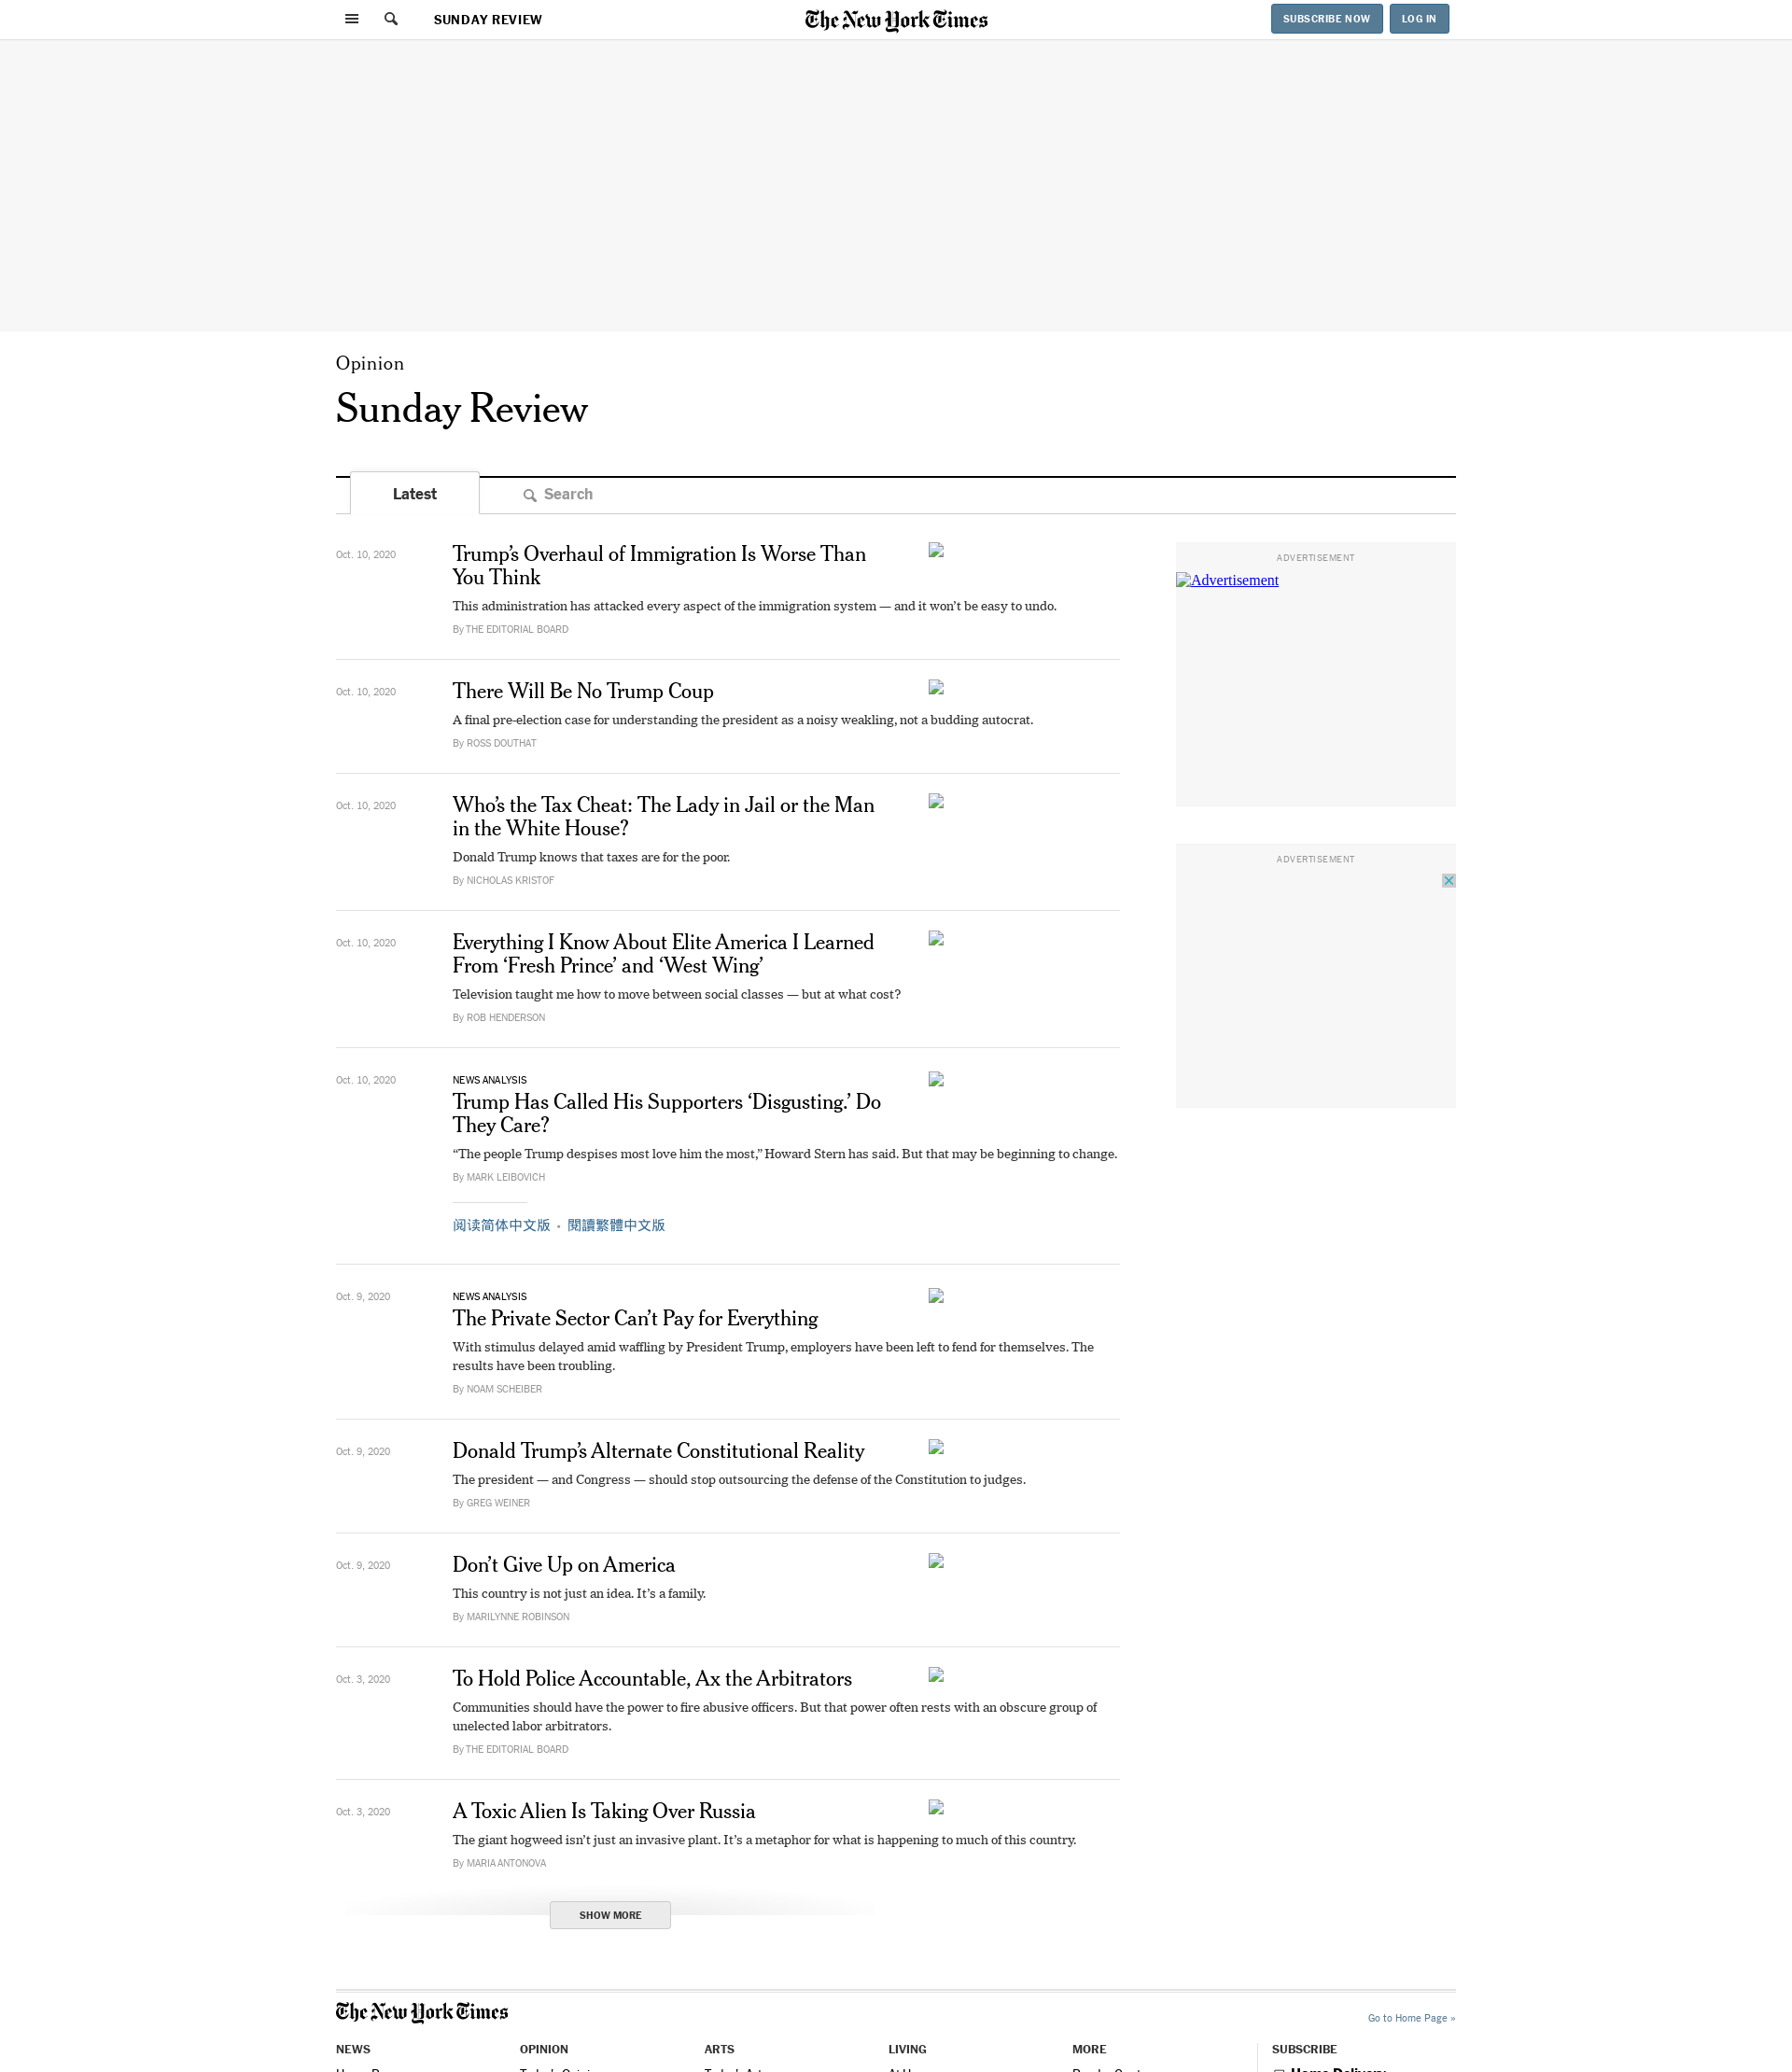 SUNDAY REVIEW
The New York Times
SUBSCRIBE NOW
LOG IN
Opinion
Sunday Review
Latest
Search
Oct. 10, 2020
Trump’s Overhaul of Immigration Is Worse Than
You Think
This administration has attacked every aspect of the immigration system — and it won’t be easy to undo.
By THE EDITORIAL BOARD
ADVERTISEMENT
Advertisement
Oct. 10, 2020
There Will Be No Trump Coup
A final pre-election case for understanding the president as a noisy weakling, not a budding autocrat.
By ROSS DOUTHAT
Oct. 10, 2020
Who’s the Tax Cheat: The Lady in Jail or the Man
in the White House?
Donald Trump knows that taxes are for the poor.
By NICHOLAS KRISTOF
ADVERTISEMENT
Oct. 10, 2020
Everything I Know About Elite America I Learned
From ‘Fresh Prince’ and ‘West Wing’
Television taught me how to move between social classes — but at what cost?
By ROB HENDERSON
Oct. 10, 2020
NEWS ANALYSIS
Trump Has Called His Supporters ‘Disgusting.’ Do
They Care?
“The people Trump despises most love him the most,” Howard Stern has said. But that may be beginning to change.
By MARK LEIBOVICH
阅读简体中文版 • 閱讀繁體中文版
Oct. 9, 2020
NEWS ANALYSIS
The Private Sector Can’t Pay for Everything
With stimulus delayed amid waffling by President Trump, employers have been left to fend for themselves. The
results have been troubling.
By NOAM SCHEIBER
Oct. 9, 2020
Donald Trump’s Alternate Constitutional Reality
The president — and Congress — should stop outsourcing the defense of the Constitution to judges.
By GREG WEINER
Oct. 9, 2020
Don’t Give Up on America
This country is not just an idea. It’s a family.
By MARILYNNE ROBINSON
Oct. 3, 2020
To Hold Police Accountable, Ax the Arbitrators
Communities should have the power to fire abusive officers. But that power often rests with an obscure group of
unelected labor arbitrators.
By THE EDITORIAL BOARD
Oct. 3, 2020
A Toxic Alien Is Taking Over Russia
The giant hogweed isn’t just an invasive plant. It’s a metaphor for what is happening to much of this country.
By MARIA ANTONOVA
SHOW MORE
The New York Times
Go to Home Page »
NEWS
OPINION
ARTS
LIVING
MORE
SUBSCRIBE
Home Delivery